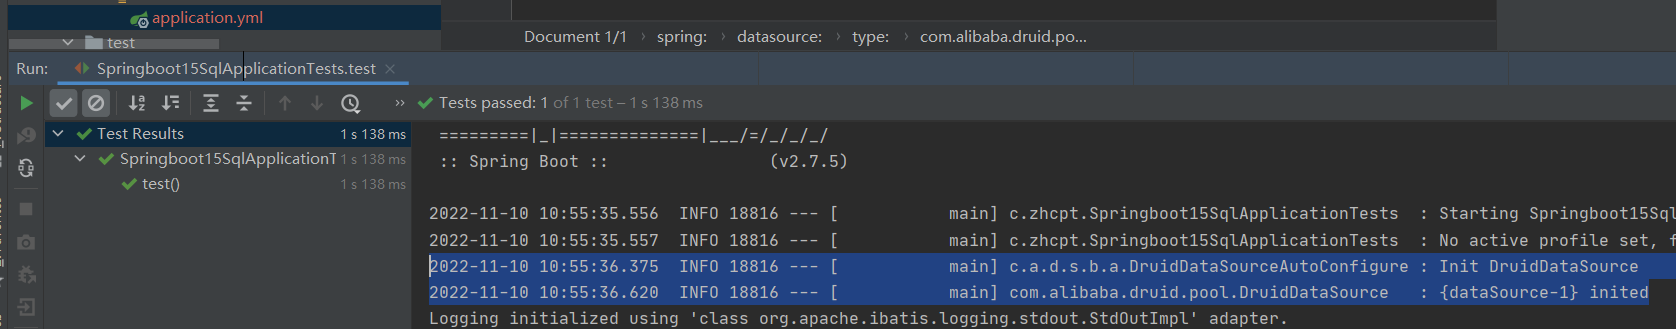 application.yml
test
Document 1/1 › spring: › datasource: › type: › com.alibaba.druid.po...
Run: Springboot15SqlApplicationTests.test ×
» Tests passed: 1 of 1 test – 1 s 138 ms
Test Results 1 s 138 ms
Springboot15SqlApplicationT 1 s 138 ms
test() 1 s 138 ms
=========|_|==============|___/=/_/_/_/
:: Spring Boot ::                (v2.7.5)
2022-11-10 10:55:35.556  INFO 18816 --- [           main] c.zhcpt.Springboot15SqlApplicationTests  : Starting Springboot15Sql
2022-11-10 10:55:35.557  INFO 18816 --- [           main] c.zhcpt.Springboot15SqlApplicationTests  : No active profile set, f
2022-11-10 10:55:36.375  INFO 18816 --- [           main] c.a.d.s.b.a.DruidDataSourceAutoConfigure : Init DruidDataSource
2022-11-10 10:55:36.620  INFO 18816 --- [           main] com.alibaba.druid.pool.DruidDataSource   : {dataSource-1} inited
Logging initialized using 'class org.apache.ibatis.logging.stdout.StdOutImpl' adapter.